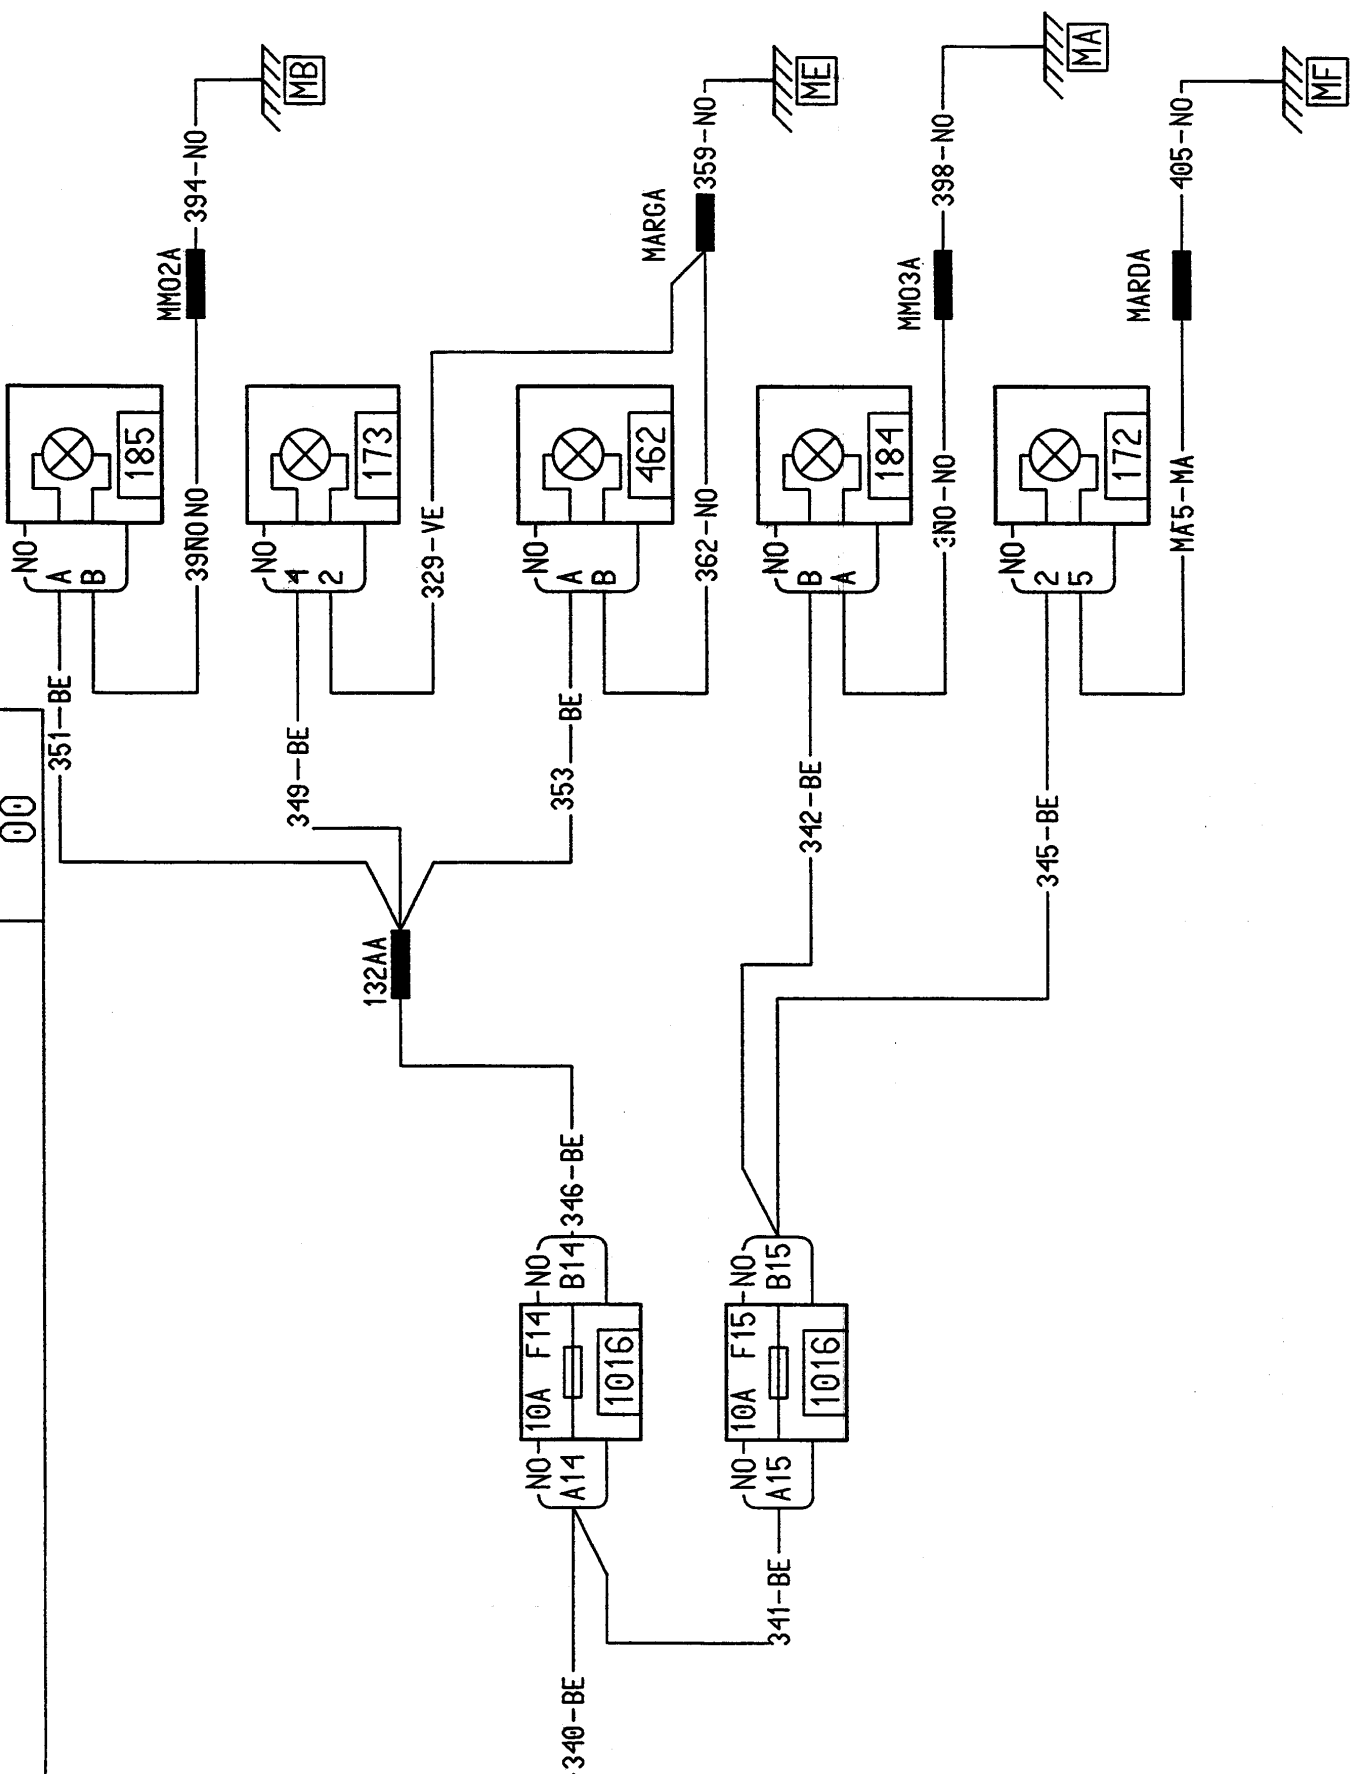 00
340-BE
341-BE
NO
A14
10A F14
1016
NO
B14
346-BE
NO
A15
10A F15
1016
NO
B15
132AA
351-BE
349-BE
353-BE
342-BE
345-BE
NO
A
B
185
39NONO
MM02A
394-NO
MB
NO
4
2
173
329-VE
NO
A
B
462
362-NO
MARGA
359-NO
ME
NO
B
A
184
3NO-NO
MM03A
398-NO
MA
NO
2
5
172
MA5-MA
MARDA
405-NO
MF